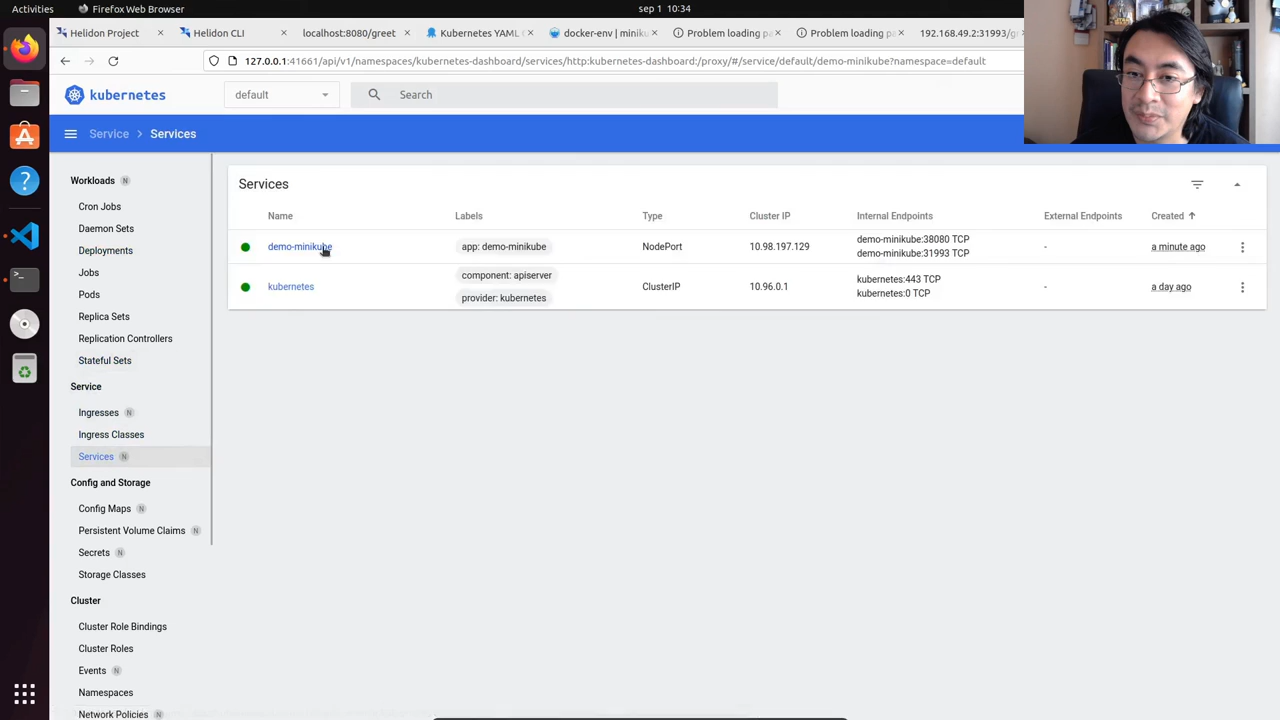 Activities
Firefox Web Browser
sep 1 10:34
Helidon Project
Helidon CLI
localhost:8080/greet
Kubernetes YAML
docker-env | miniku
Problem loading pa
Problem loading pa
192.168.49.2:31993/gr
127.0.0.1:41661/api/v1/namespaces/kubernetes-dashboard/services/http:kubernetes-dashboard:/proxy/#/service/default/demo-minikube?namespace=default
kubernetes
default
Search
Service > Services
Workloads N
Cron Jobs
Daemon Sets
Deployments
Jobs
Pods
Replica Sets
Replication Controllers
Stateful Sets
Service
Ingresses N
Ingress Classes
Services N
Config and Storage
Config Maps N
Persistent Volume Claims N
Secrets N
Storage Classes
Cluster
Cluster Role Bindings
Cluster Roles
Events N
Namespaces
Network Policies N
Services
Name Labels Type Cluster IP Internal Endpoints External Endpoints Created
demo-minikube app: demo-minikube NodePort 10.98.197.129 demo-minikube:38080 TCP - a minute ago
demo-minikube:31993 TCP
kubernetes component: apiserver ClusterIP 10.96.0.1 kubernetes:443 TCP - a day ago
provider: kubernetes kubernetes:0 TCP